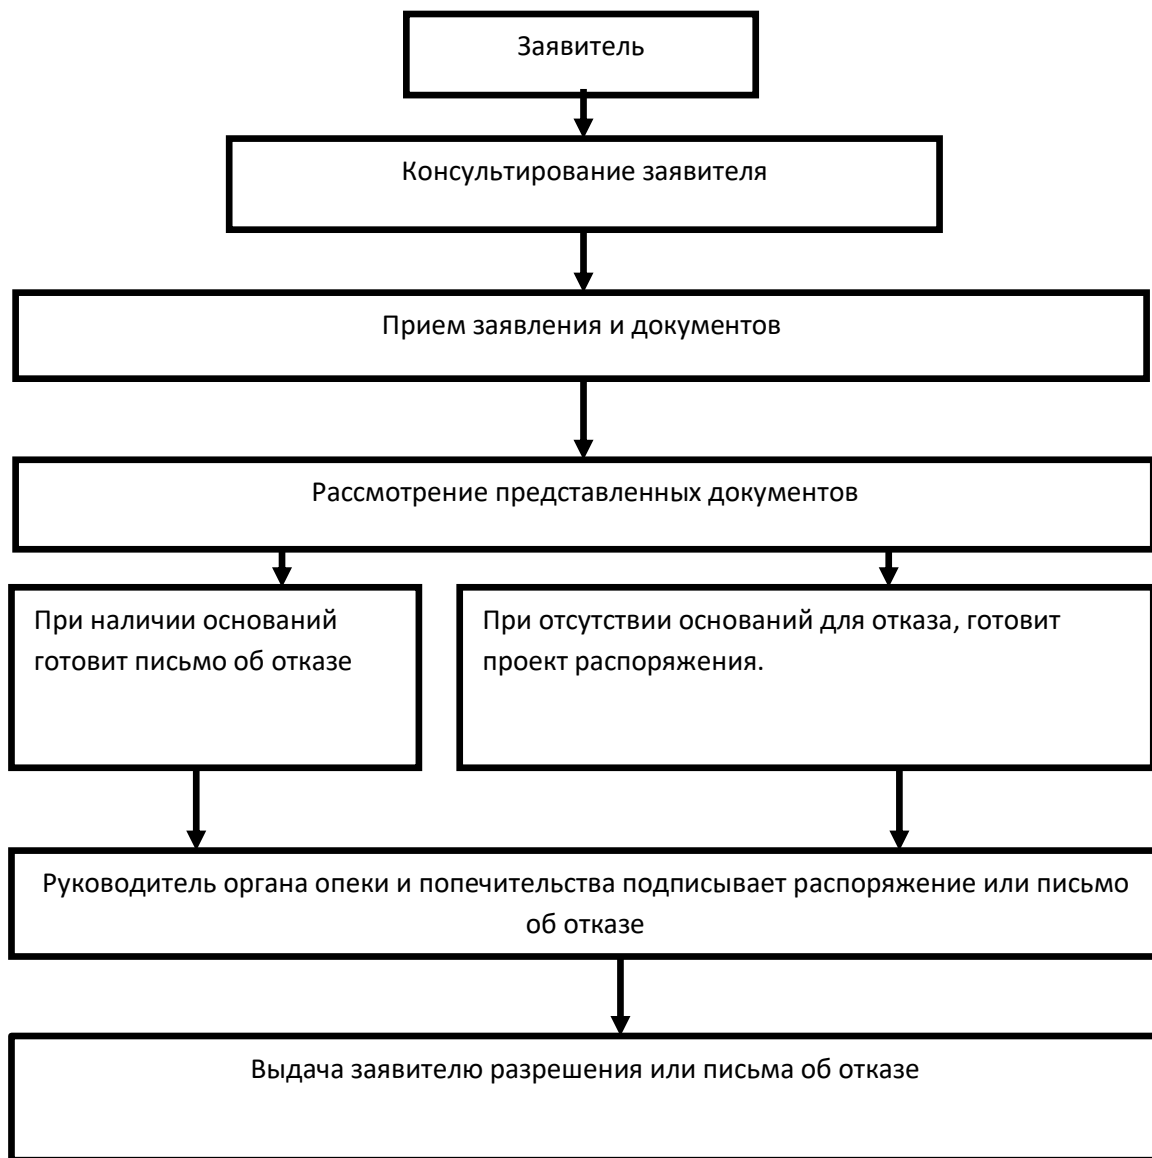 Заявитель
Консультирование заявителя
Прием заявления и документов
Рассмотрение представленных документов
При наличии оснований
готовит письмо об отказе
При отсутствии оснований для отказа, готовит
проект распоряжения.
Руководитель органа опеки и попечительства подписывает распоряжение или письмо
об отказе
Выдача заявителю разрешения или письма об отказе